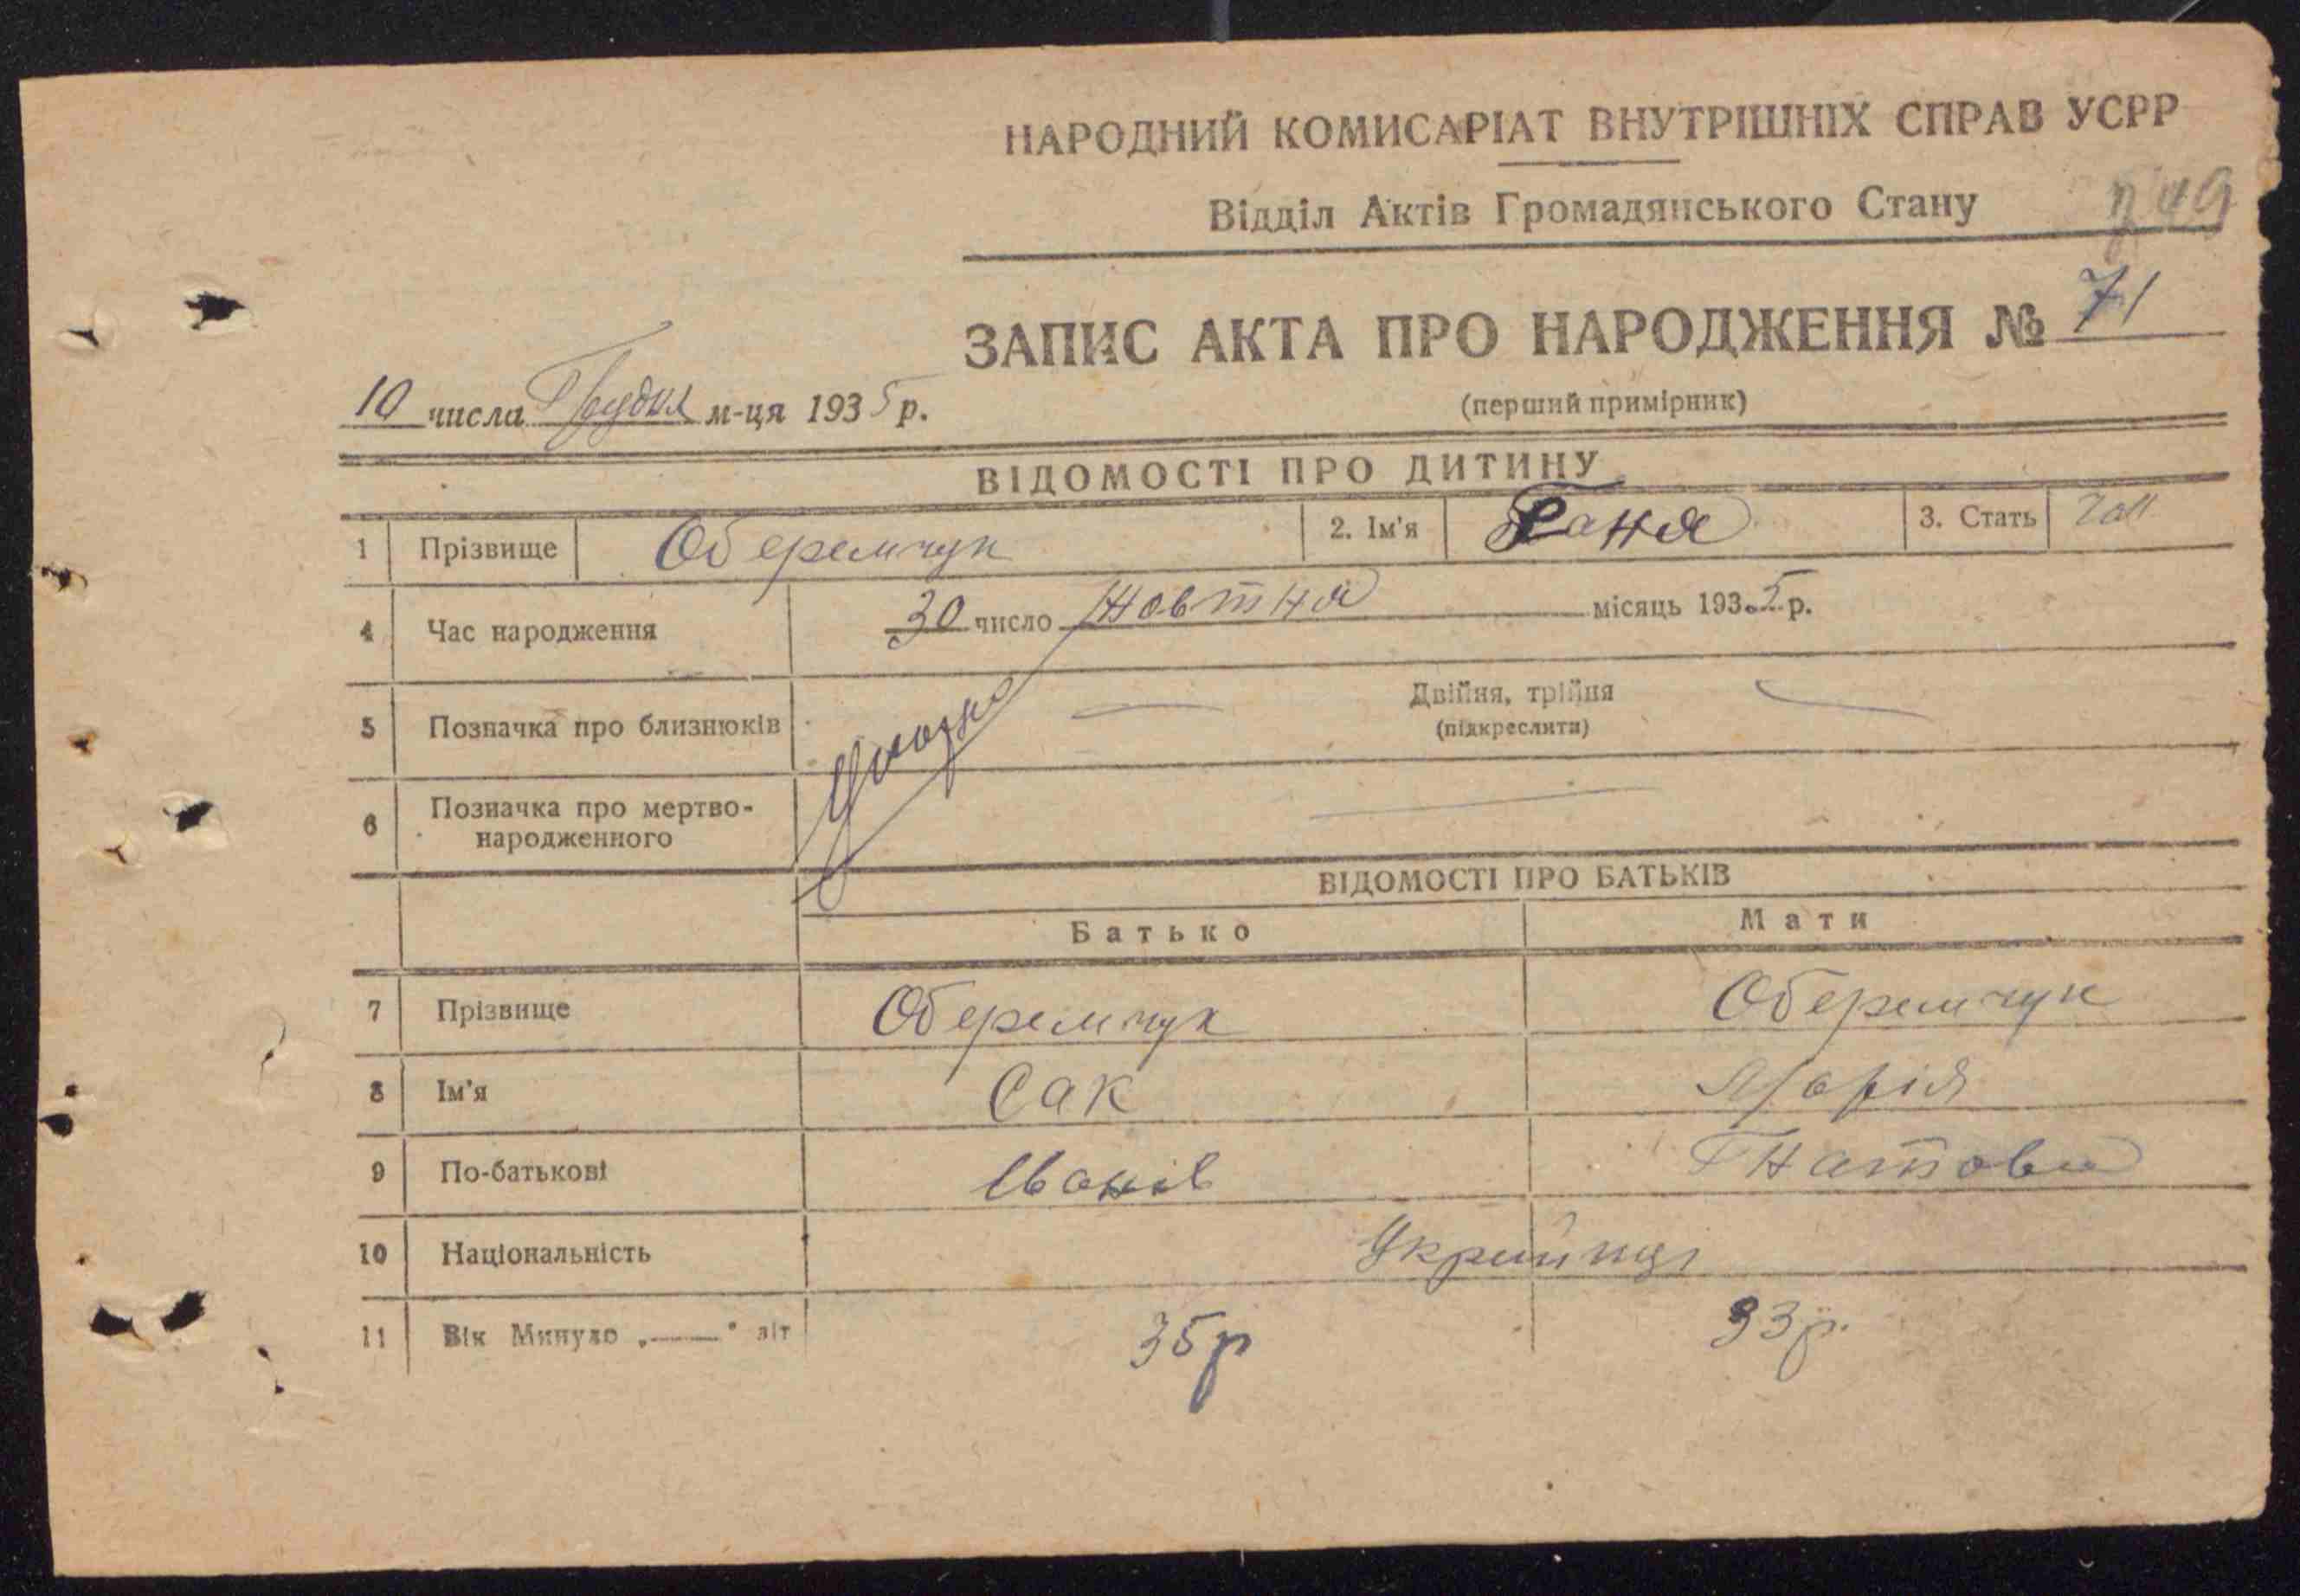 НАРОДНИЙ КОМИСАРІАТ ВНУТРІШНІХ СПРАВ УСРР
Відділ Актів Громадянського Стану
ЗАПИС АКТА ПРО НАРОДЖЕННЯ № 71
10 числа Грудня м-ця 1935 р.
(перший примірник)
ВІДОМОСТІ ПРО ДИТИНУ
1 Прізвище Оберемчук 2. Ім'я Ганя 3. Стать
4 Час народження 30 число Жовтня місяць 1935 р.
5 Позначка про близнюків Двійня, трійня
(підкреслити)
6 Позначка про мертво-
народженного
ВІДОМОСТІ ПРО БАТЬКІВ
Батько Мати
7 Прізвище Оберемчук Оберемчук
8 Ім'я Сак Марія
9 По-батькові Іванів Гнатова
10 Національність Українці
11 Вік Минуло „——“ літ 35р 33р.